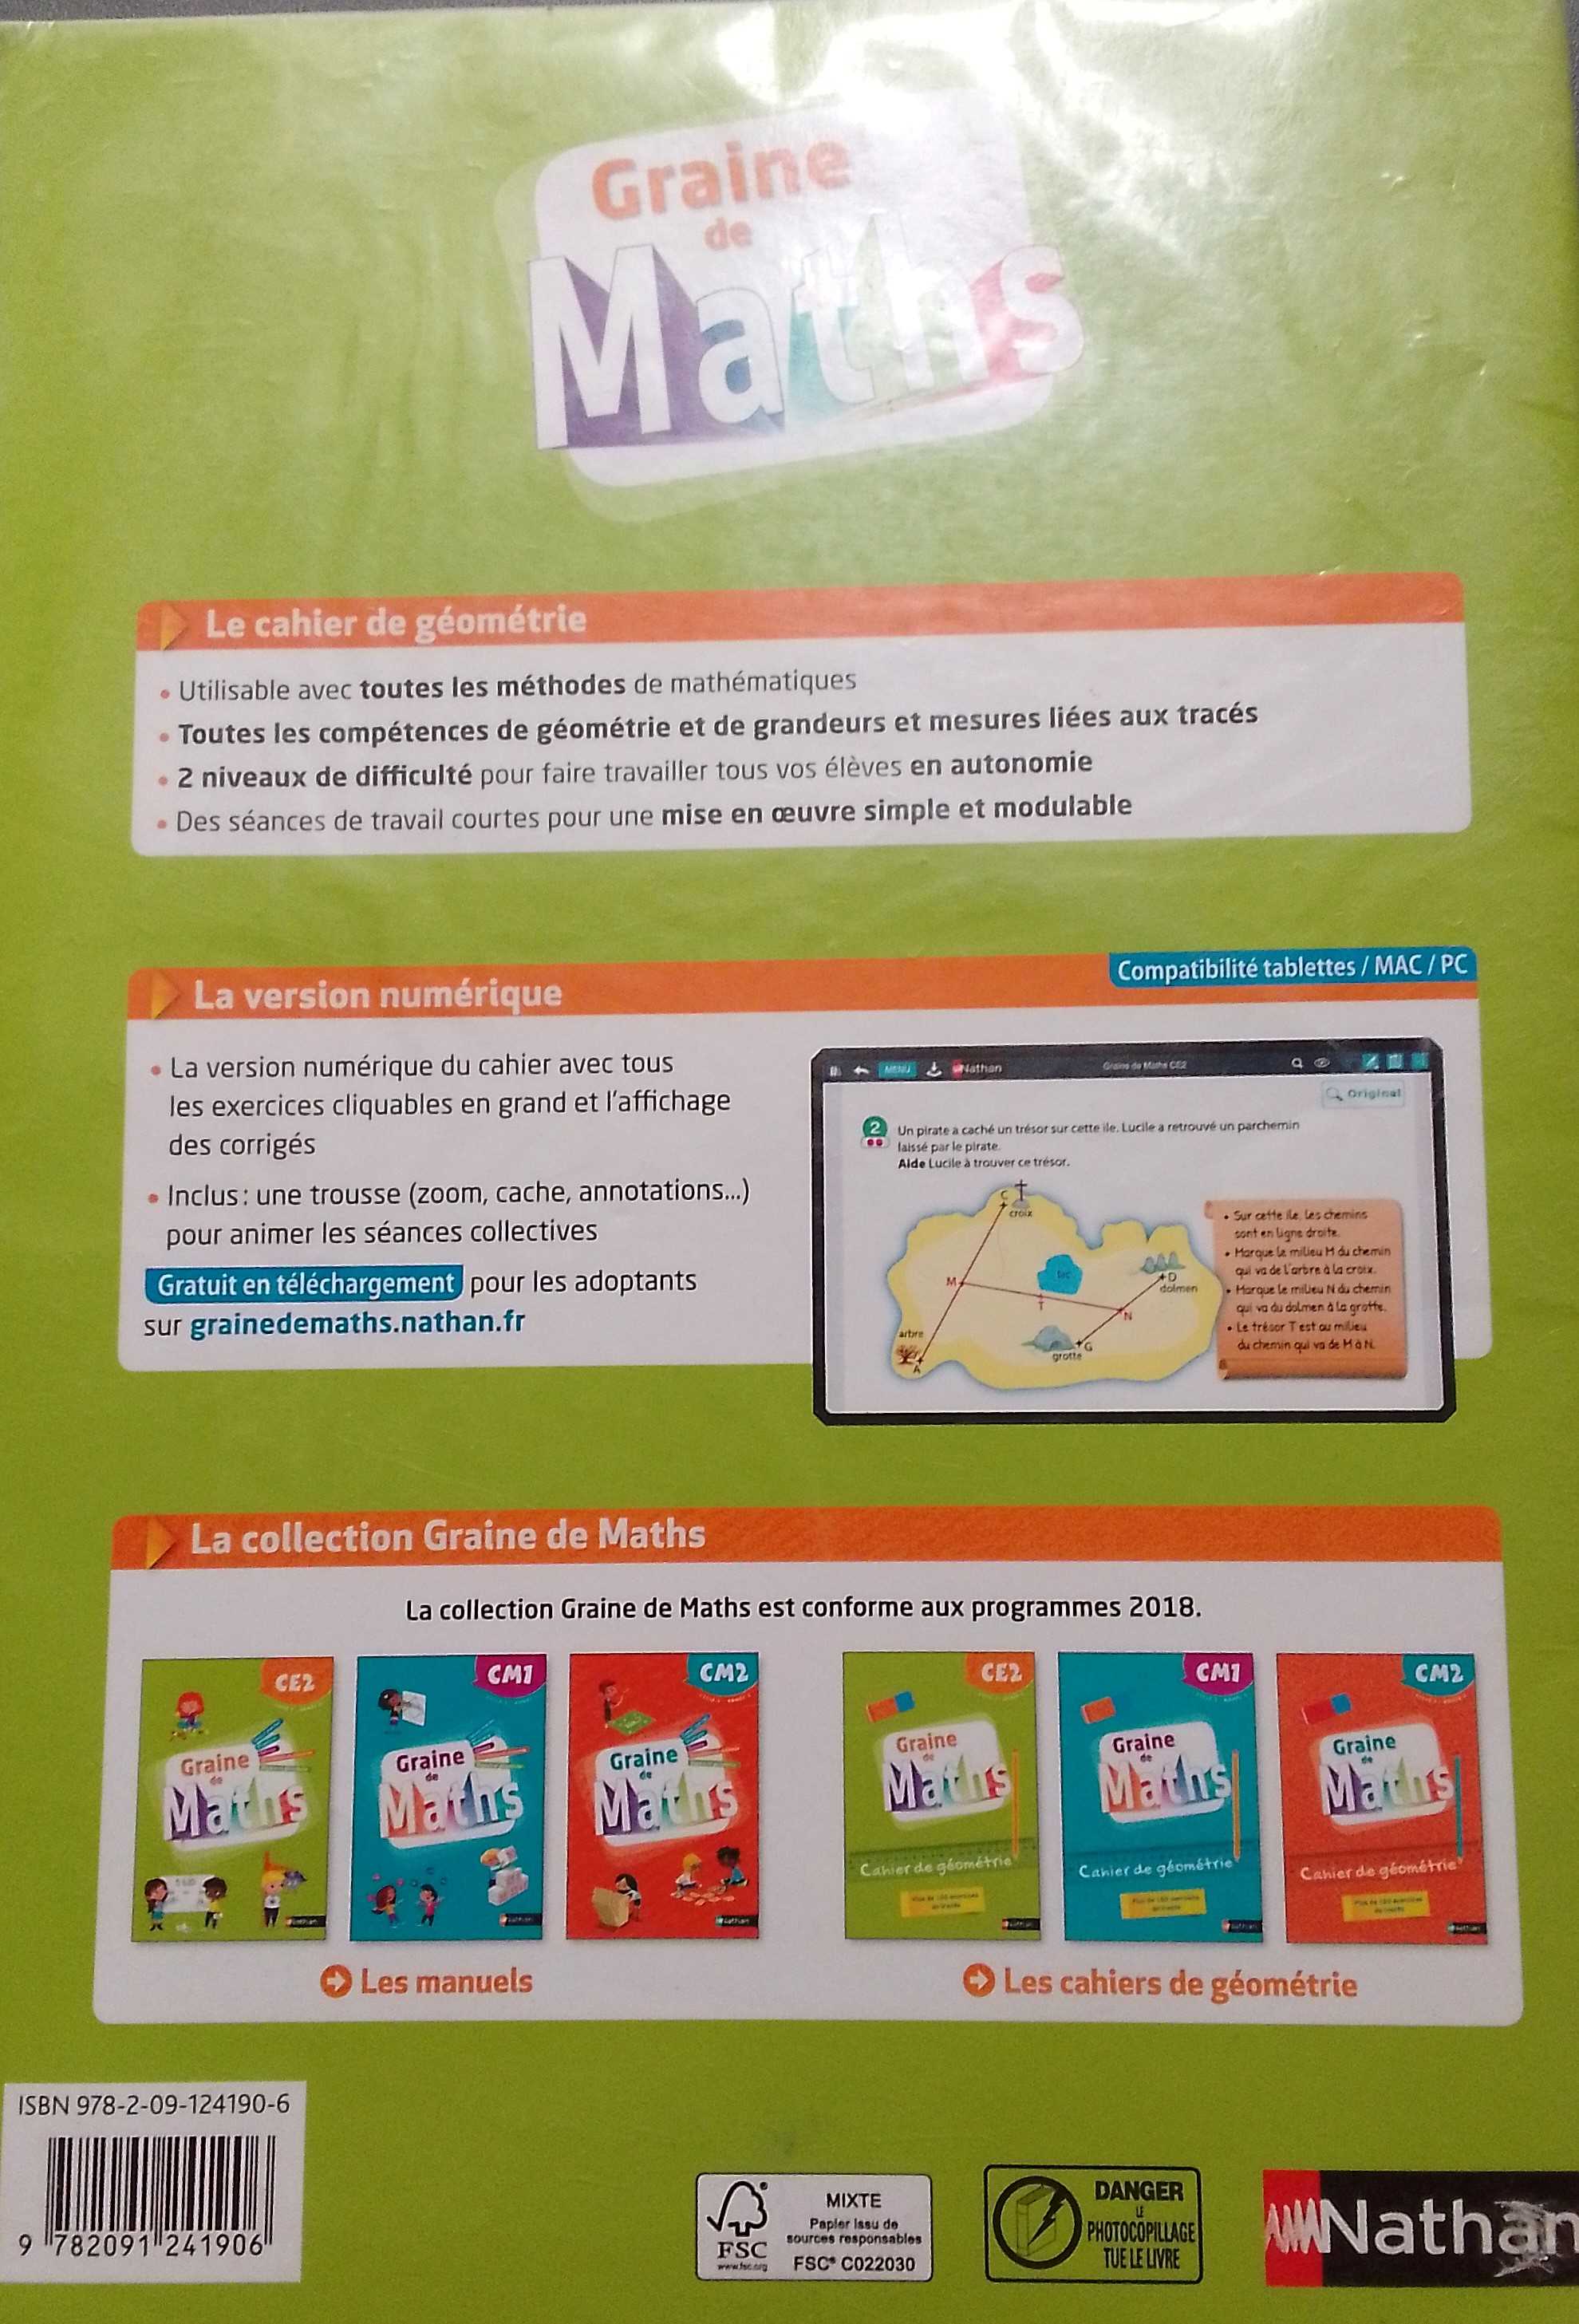 Graine
de
Maths
Le cahier de géométrie
• Utilisable avec toutes les méthodes de mathématiques
• Toutes les compétences de géométrie et de grandeurs et mesures liées aux tracés
• 2 niveaux de difficulté pour faire travailler tous vos élèves en autonomie
• Des séances de travail courtes pour une mise en œuvre simple et modulable
La version numérique
Compatibilité tablettes / MAC / PC
• La version numérique du cahier avec tous
les exercices cliquables en grand et l'affichage
des corrigés
• Inclus : une trousse (zoom, cache, annotations...)
pour animer les séances collectives
Gratuit en téléchargement pour les adoptants
sur grainedemaths.nathan.fr
MENU
Nathan
Graine de Maths CE2
Original
2
Un pirate a caché un trésor sur cette ile. Lucile a retrouvé un parchemin
laissé par le pirate.
Aide Lucile à trouver ce trésor.
C
croix
M
lac
D
dolmen
T
N
arbre
A
G
grotte
• Sur cette ile, les chemins
sont en ligne droite.
• Marque le milieu M du chemin
qui va de l'arbre à la croix.
• Marque le milieu N du chemin
qui va du dolmen à la grotte.
• Le trésor T est au milieu
du chemin qui va de M à N.
La collection Graine de Maths
La collection Graine de Maths est conforme aux programmes 2018.
CE2
Graine
de
Maths
Nathan
CM1
Graine
de
Maths
Nathan
CM2
Graine
de
Maths
Nathan
CE2
Graine
de
Maths
Cahier de géométrie
Nathan
CM1
Graine
de
Maths
Cahier de géométrie
Nathan
CM2
Graine
de
Maths
Cahier de géométrie
Nathan
Les manuels
Les cahiers de géométrie
ISBN 978-2-09-124190-6
9 782091 241906
FSC
www.fsc.org
MIXTE
Papier issu de
sources responsables
FSC® C022030
DANGER
LE
PHOTOCOPILLAGE
TUE LE LIVRE
Nathan